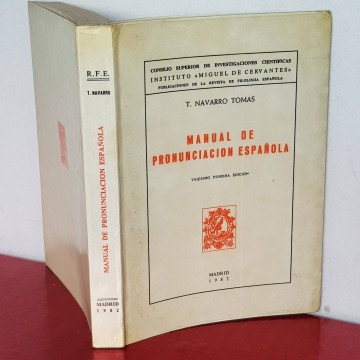 R.F.E.
T. NAVARRO
MANUAL DE PRONUNCIACION ESPAÑOLA
MADRID
1982
CONSEJO SUPERIOR DE INVESTIGACIONES CIENTIFICAS
INSTITUTO «MIGUEL DE CERVANTES»
PUBLICACIONES DE LA REVISTA DE FILOLOGIA ESPAÑOLA
T. NAVARRO TOMAS
MANUAL DE
PRONUNCIACION ESPAÑOLA
VIGESIMO PRIMERA EDICION
MADRID
1982